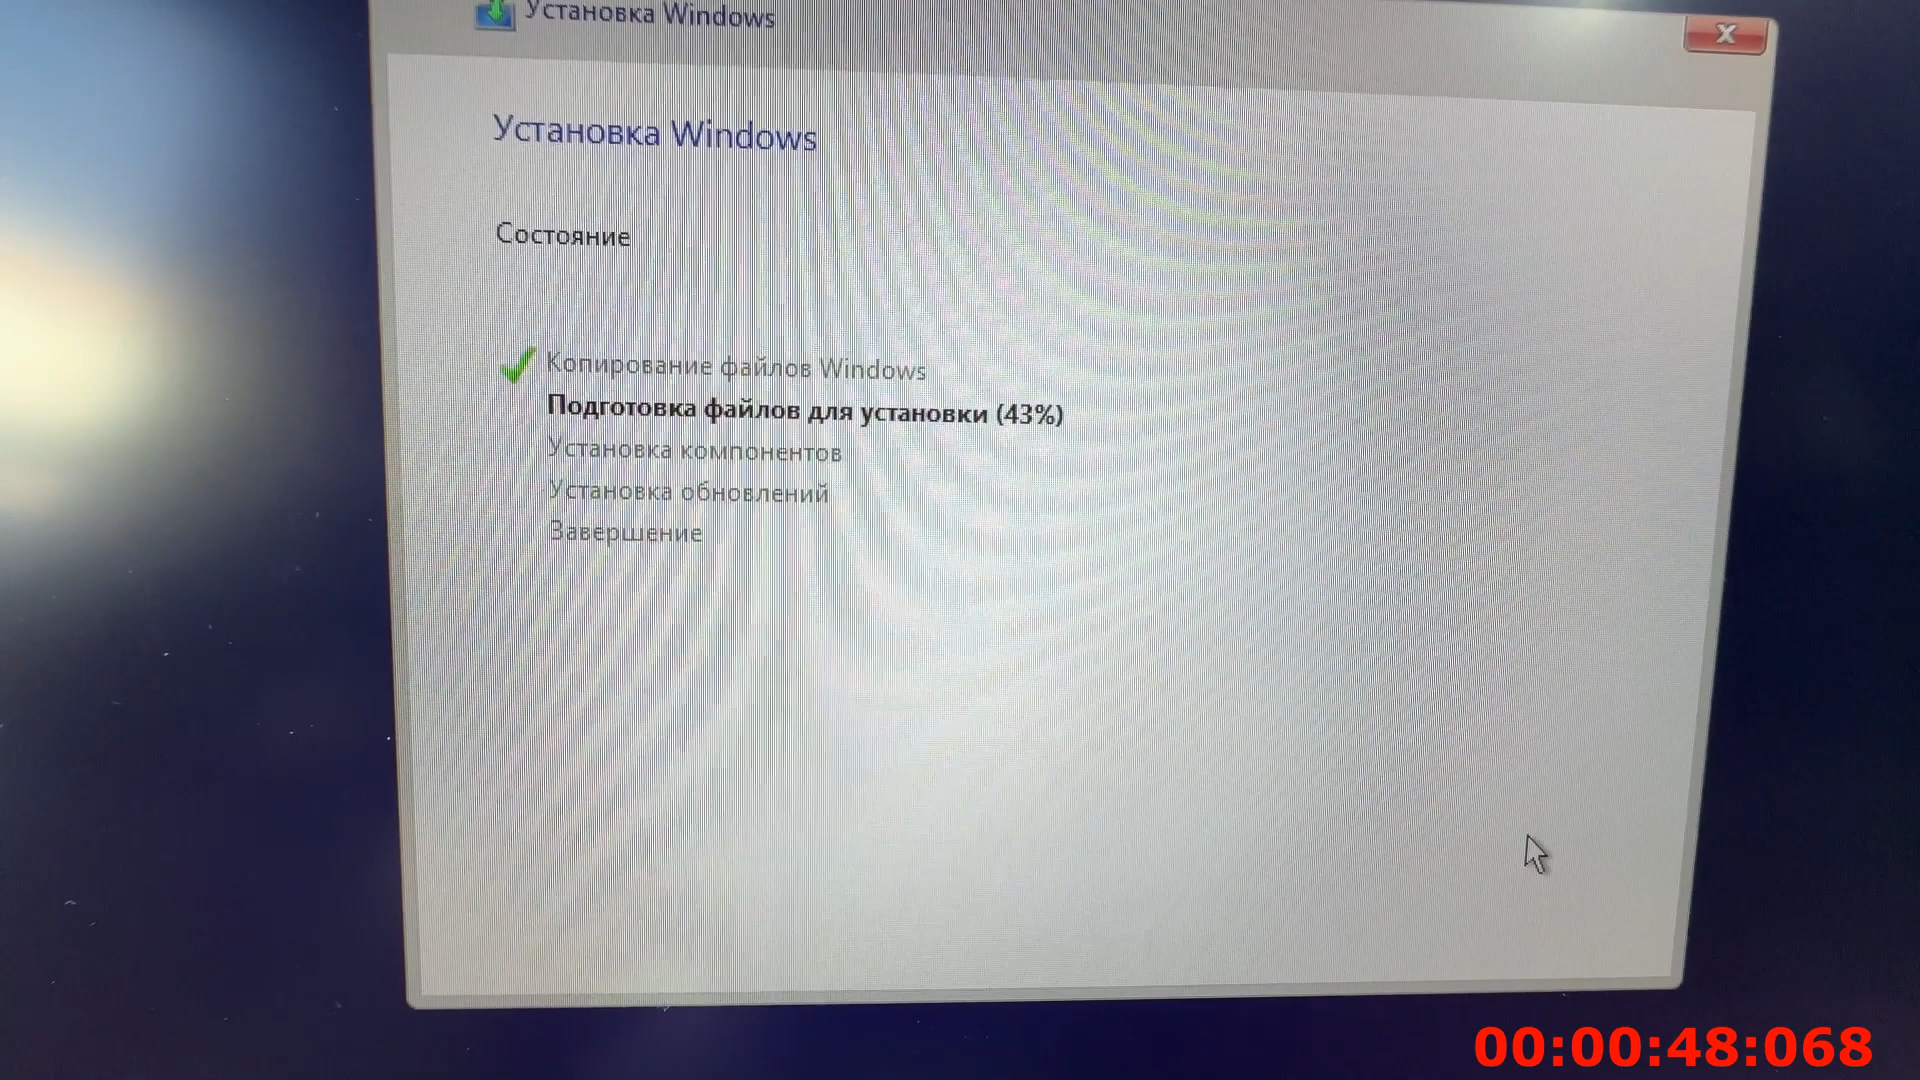 Установка Windows
Установка Windows
Состояние
Копирование файлов Windows
Подготовка файлов для установки (43%)
Установка компонентов
Установка обновлений
Завершение
00:00:48:068